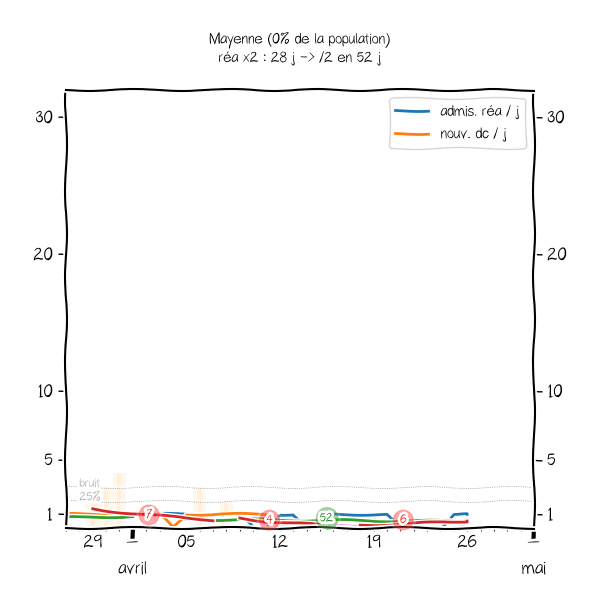 Mayenne (0% de la population)
réa x2 : 28 j -> /2 en 52 j
admis. réa / j
nouv. dc / j
30
30
20
20
10
10
5
5
bruit
25%
1
1
7
4
52
6
29
05
12
19
26
avril
mai